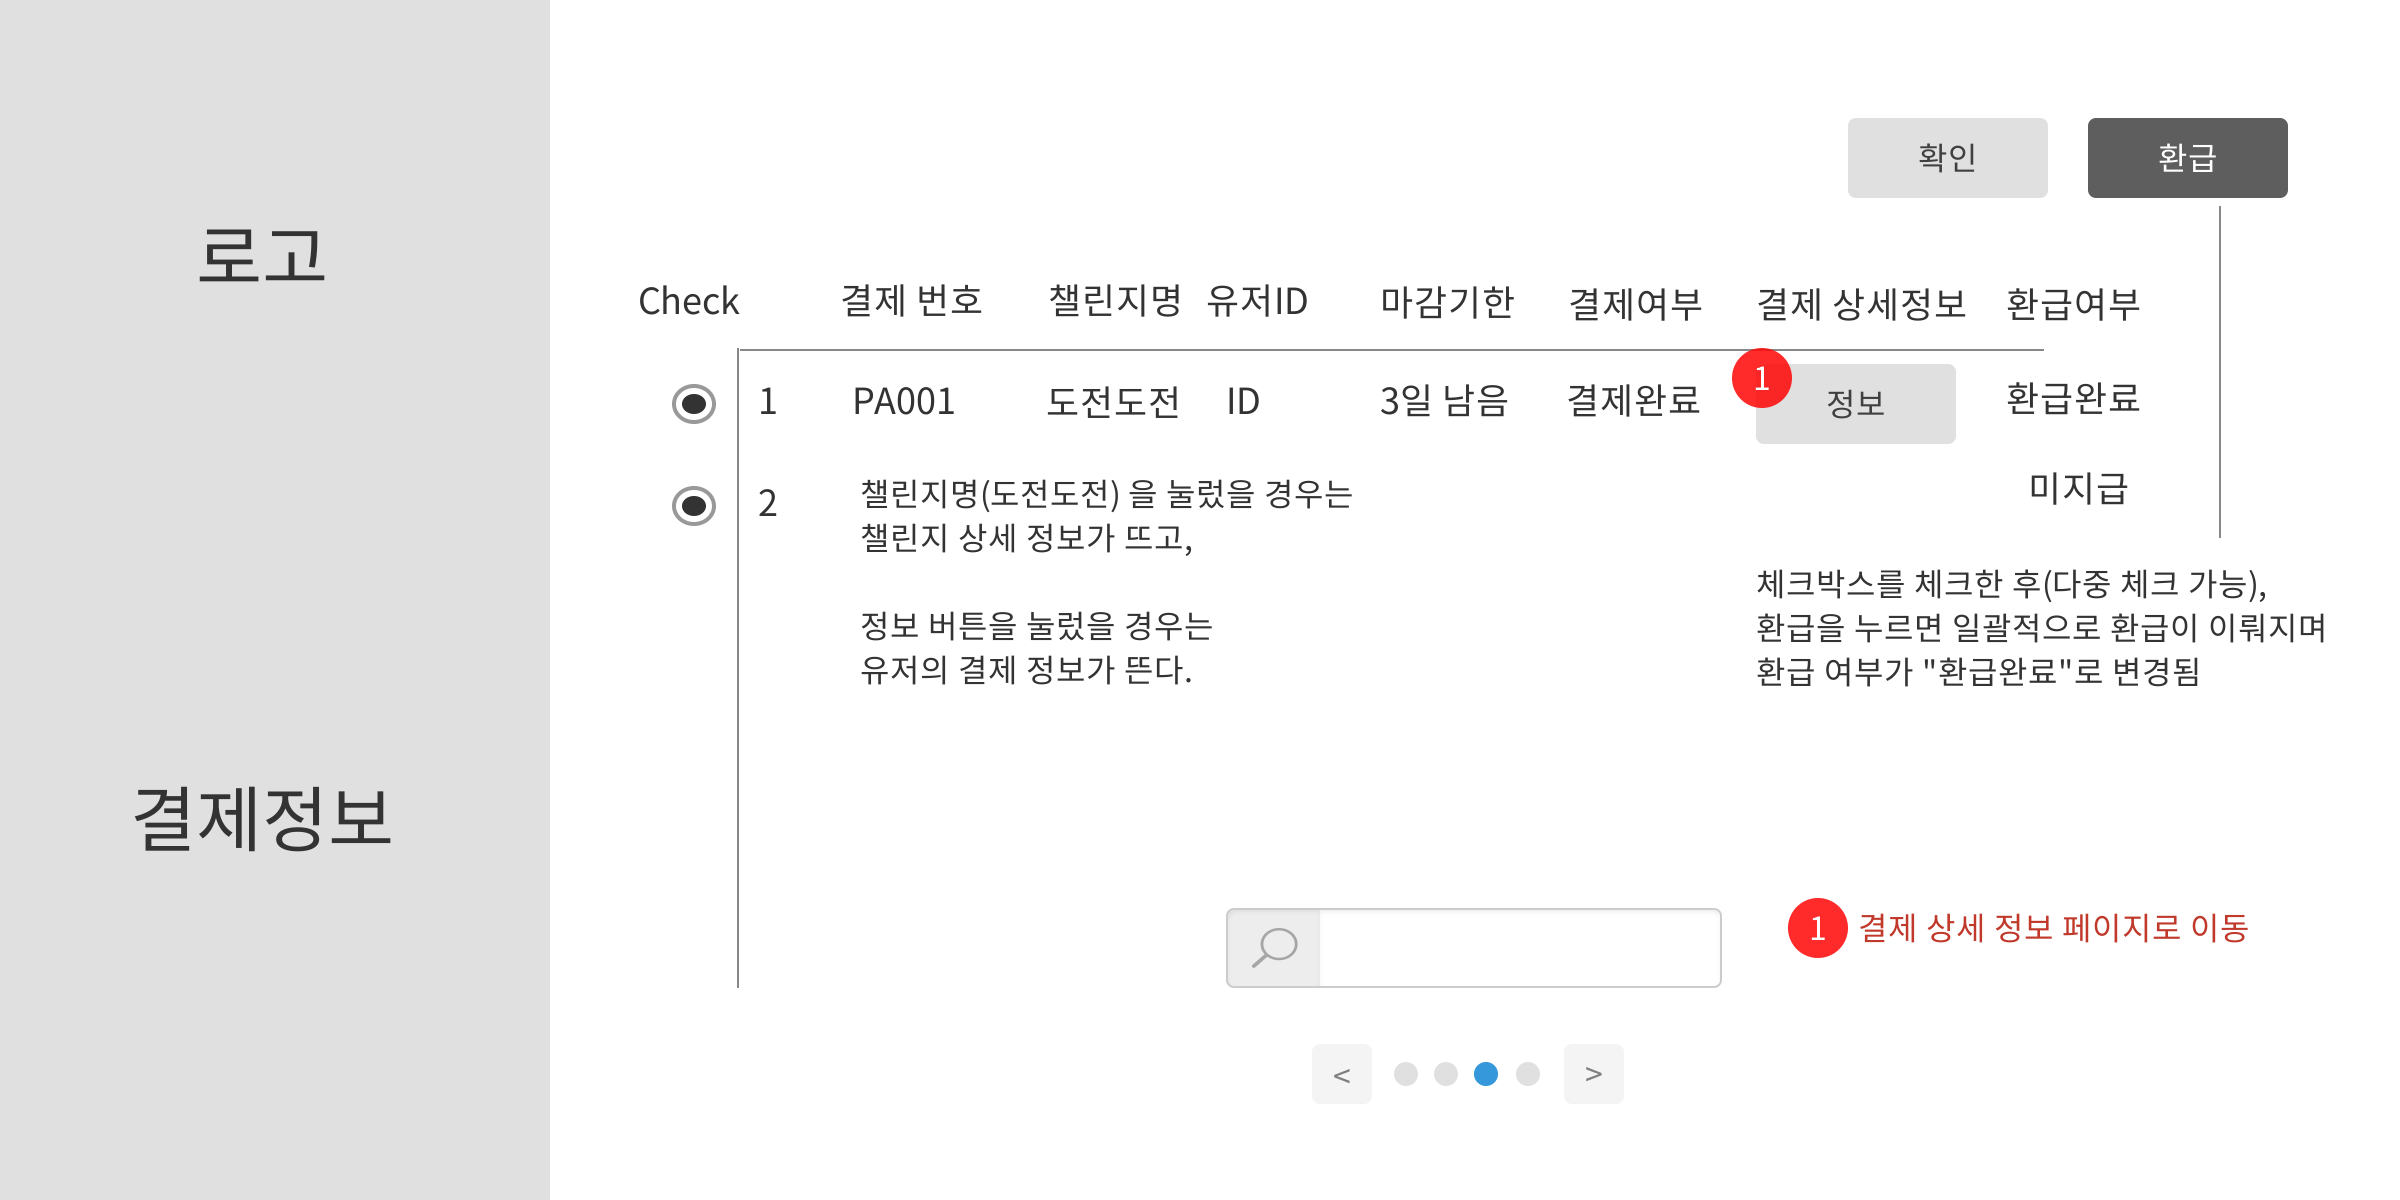 로고
결제정보
확인
환급
Check 결제 번호 챌린지명 유저ID 마감기한 결제여부 결제 상세정보 환급여부
1 PA001 도전도전 ID 3일 남음 결제완료 1 정보 환급완료
2
미지급
챌린지명(도전도전) 을 눌렀을 경우는
챌린지 상세 정보가 뜨고,
정보 버튼을 눌렀을 경우는
유저의 결제 정보가 뜬다.
체크박스를 체크한 후(다중 체크 가능),
환급을 누르면 일괄적으로 환급이 이뤄지며
환급 여부가 "환급완료"로 변경됨
1 결제 상세 정보 페이지로 이동
< >